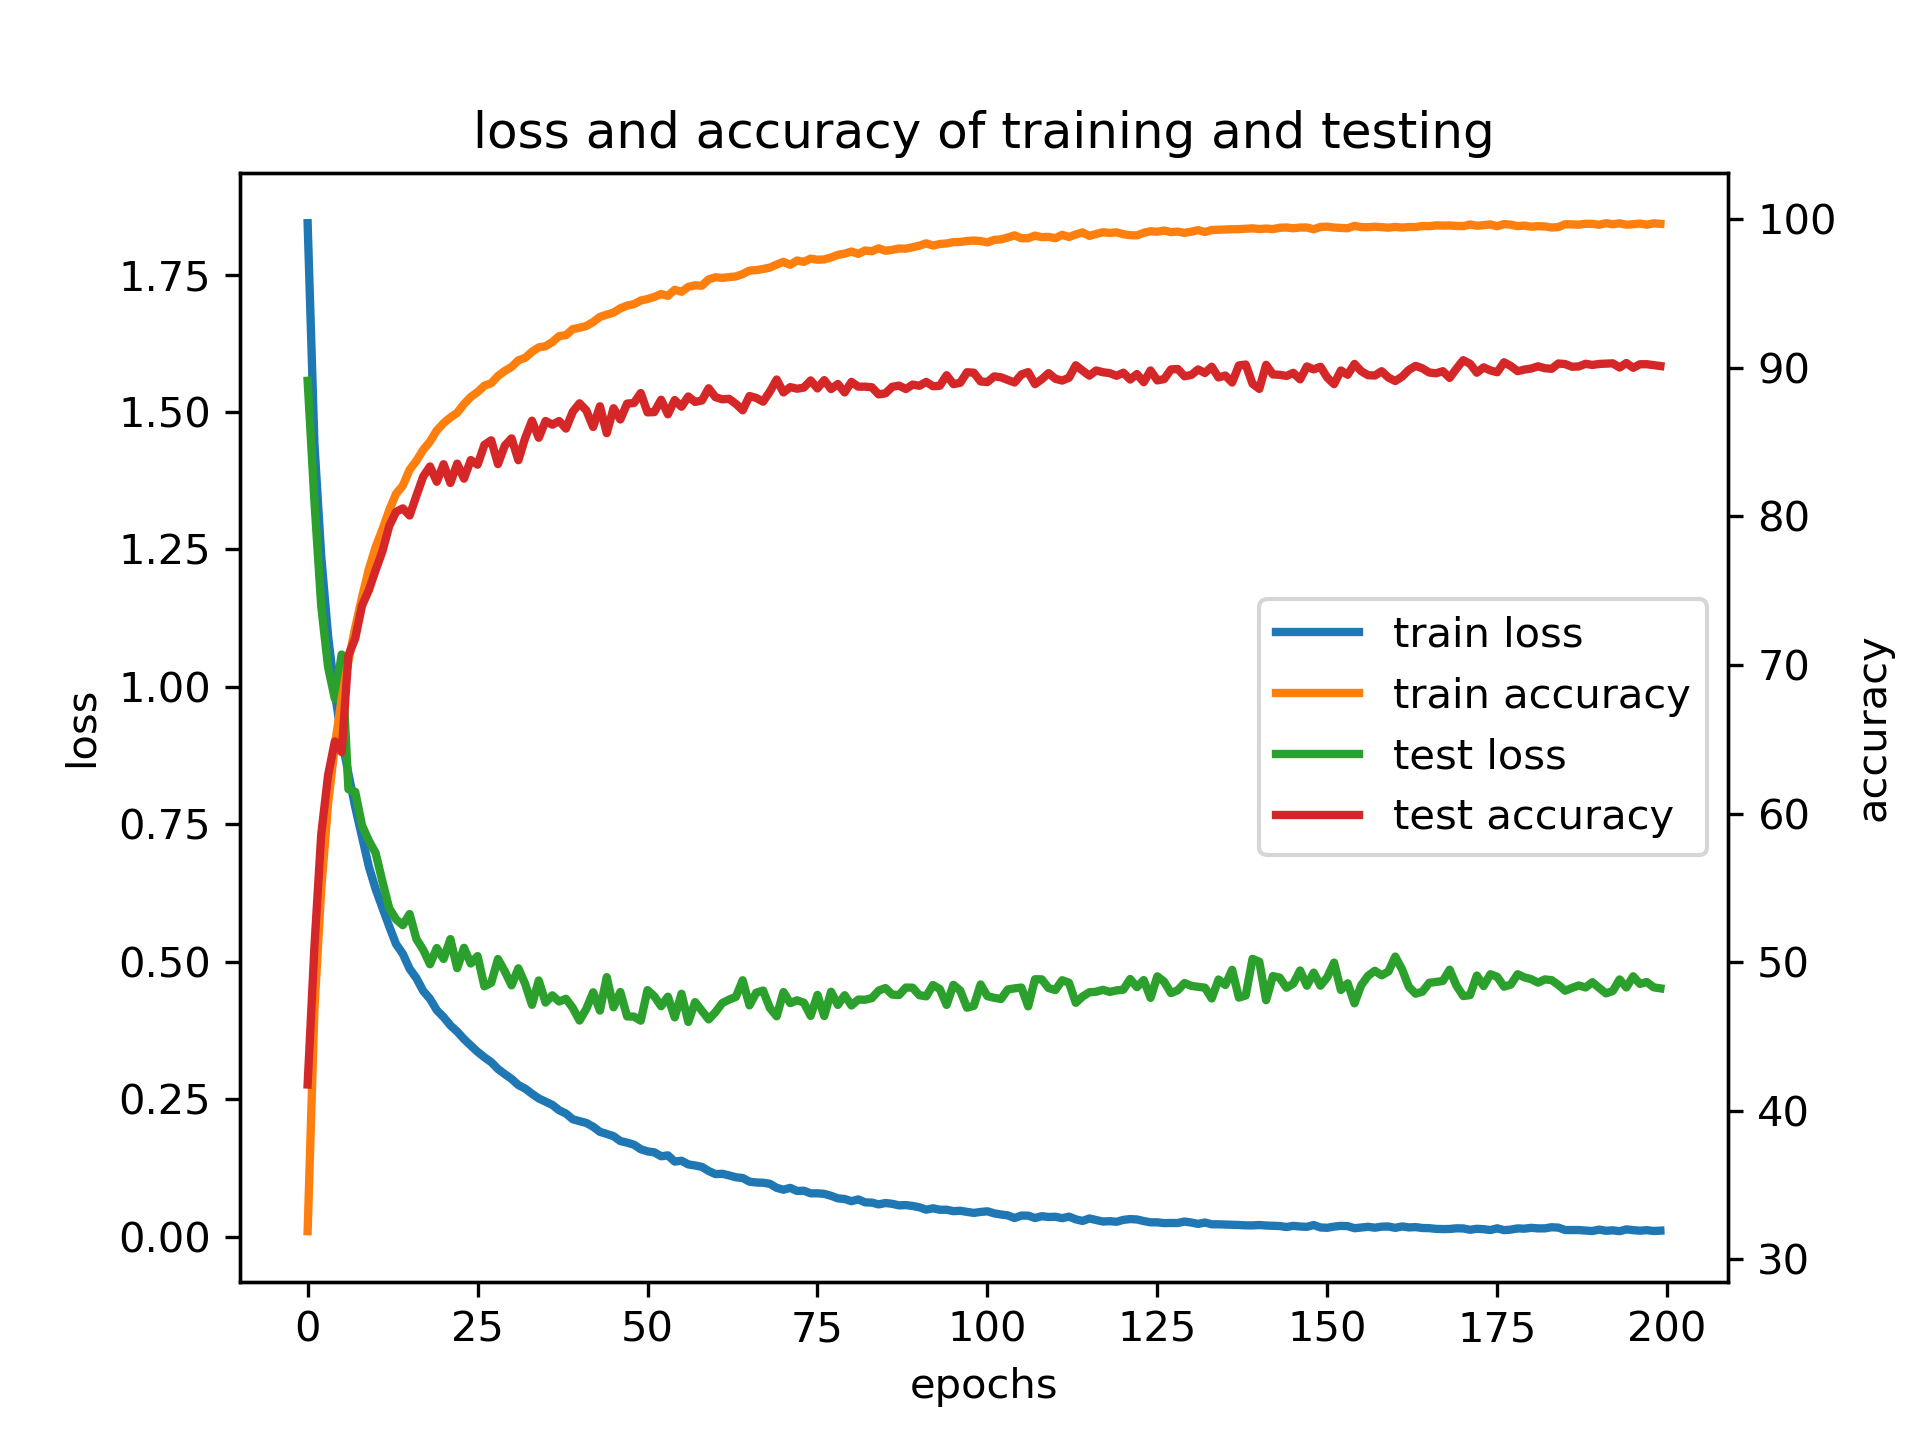 loss and accuracy of training and testing
1.75
1.50
1.25
1.00
0.75
0.50
0.25
0.00
loss
100
90
80
70
60
50
40
30
accuracy
train loss
train accuracy
test loss
test accuracy
0 25 50 75 100 125 150 175 200
epochs